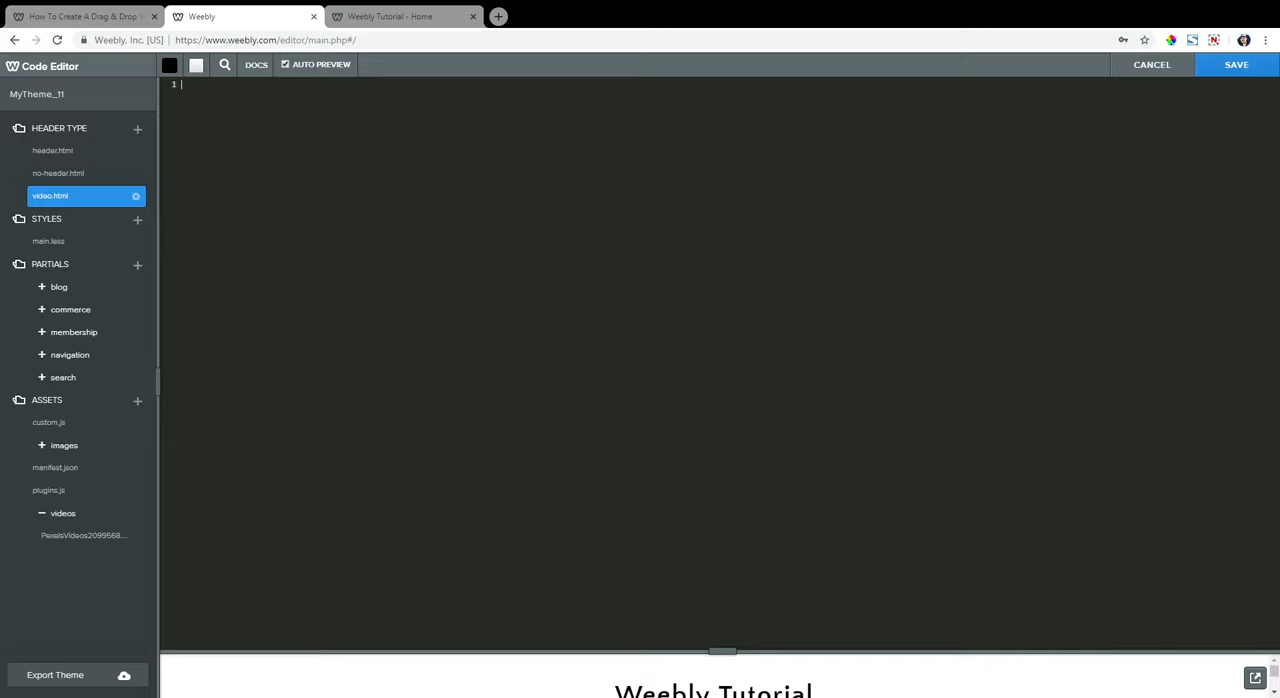 How To Create A Drag & Drop
Weebly
Weebly Tutorial - Home
Weebly, Inc. [US]
https://www.weebly.com/editor/main.php#/
Code Editor
DOCS
AUTO PREVIEW
CANCEL
SAVE
MyTheme_11
1
HEADER TYPE
header.html
no-header.html
video.html
STYLES
main.less
PARTIALS
blog
commerce
membership
navigation
search
ASSETS
custom.js
images
manifest.json
plugins.js
videos
PexelsVideos2099568...
Export Theme
Weebly Tutorial